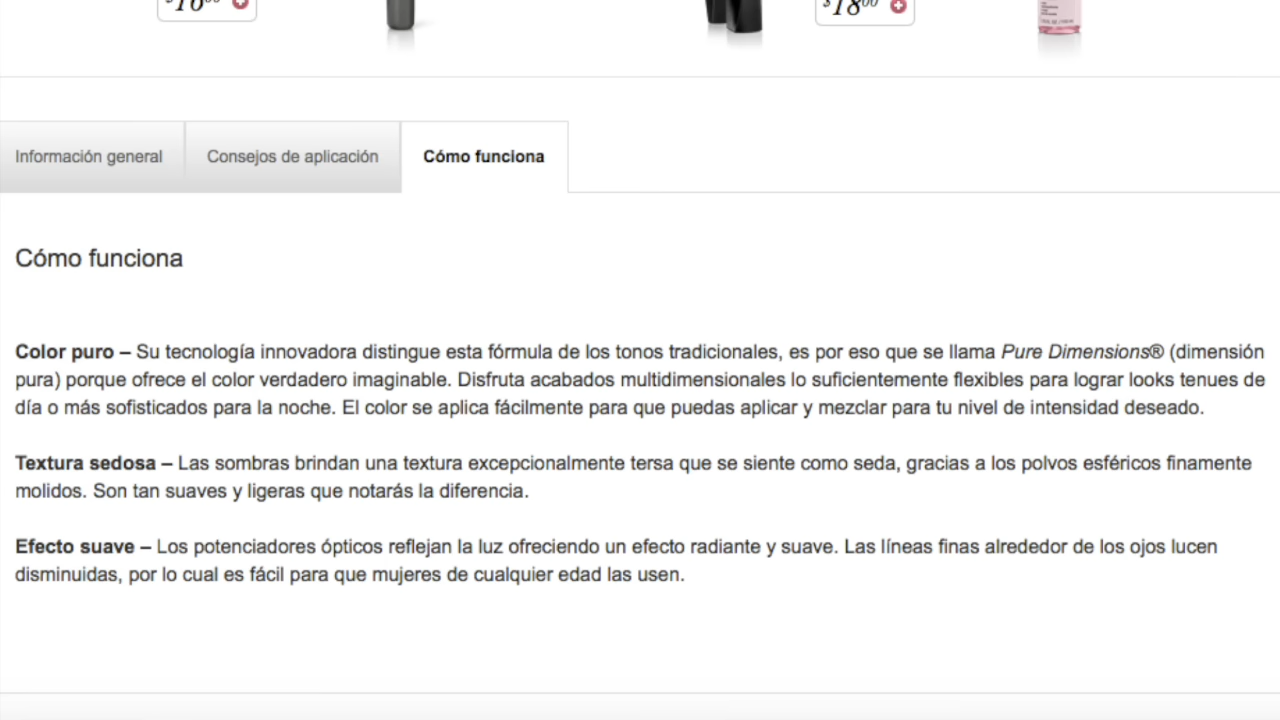 $18⁰⁰
Información general
Consejos de aplicación
Cómo funciona
Cómo funciona
Color puro – Su tecnología innovadora distingue esta fórmula de los tonos tradicionales, es por eso que se llama Pure Dimensions® (dimensión
pura) porque ofrece el color verdadero imaginable. Disfruta acabados multidimensionales lo suficientemente flexibles para lograr looks tenues de
día o más sofisticados para la noche. El color se aplica fácilmente para que puedas aplicar y mezclar para tu nivel de intensidad deseado.
Textura sedosa – Las sombras brindan una textura excepcionalmente tersa que se siente como seda, gracias a los polvos esféricos finamente
molidos. Son tan suaves y ligeras que notarás la diferencia.
Efecto suave – Los potenciadores ópticos reflejan la luz ofreciendo un efecto radiante y suave. Las líneas finas alrededor de los ojos lucen
disminuidas, por lo cual es fácil para que mujeres de cualquier edad las usen.